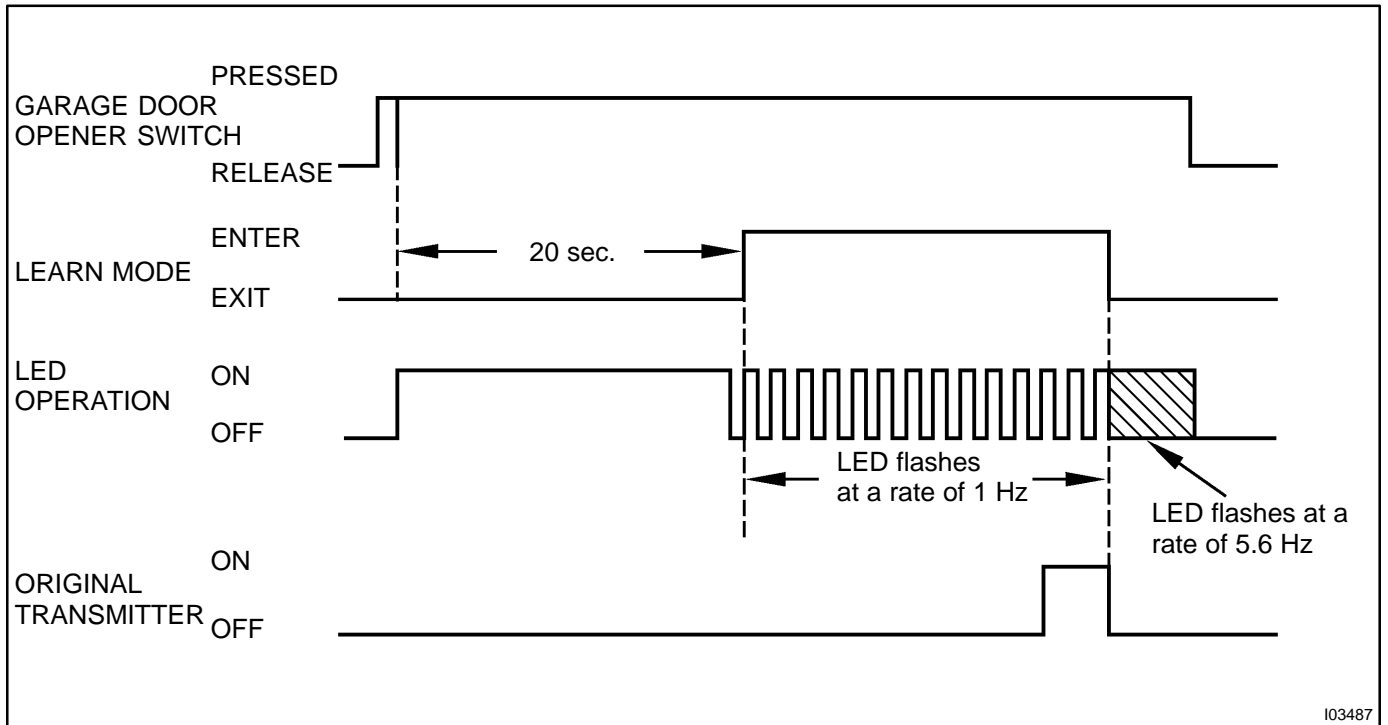 PRESSED
GARAGE DOOR
OPENER SWITCH
RELEASE
ENTER
20 sec.
LEARN MODE
EXIT
LED
OPERATION
ON
OFF
LED flashes
at a rate of 1 Hz
LED flashes at a
rate of 5.6 Hz
ON
ORIGINAL
TRANSMITTER
OFF
I03487